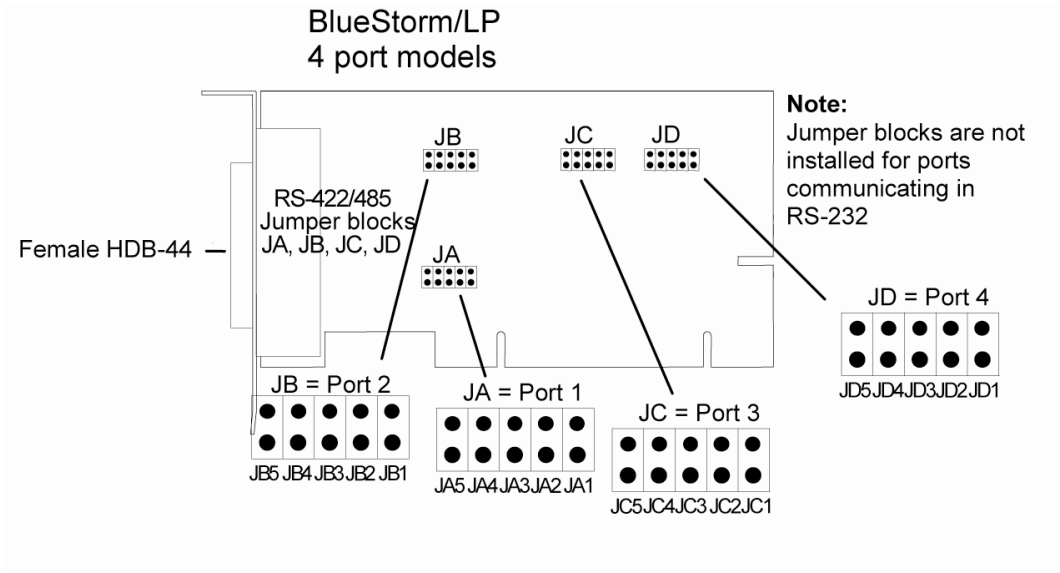 BlueStorm/LP
4 port models
Note:
Jumper blocks are not
installed for ports
communicating in
RS-232
JB
JC
JD
RS-422/485
Jumper blocks
JA, JB, JC, JD
Female HDB-44
JA
JD = Port 4
JD5 JD4 JD3 JD2 JD1
JB = Port 2
JB5 JB4 JB3 JB2 JB1
JA = Port 1
JA5 JA4 JA3 JA2 JA1
JC = Port 3
JC5 JC4 JC3 JC2 JC1